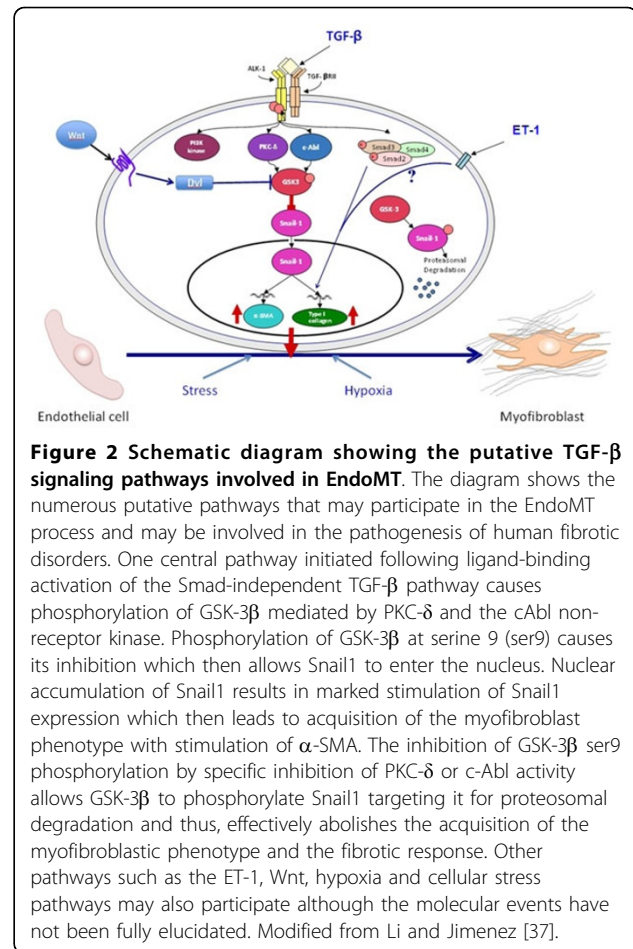 TGF-β
ALK-1
TGF-βRII
ET-1
Wnt
PI3K kinase
PKC-δ
c-Abl
Smad3
Smad4
Smad2
?
Dvl
GSK3
GSK-3
Snail-1
Snail-1
Snail-1
Proteasomal
Degradation
α SMA
Type I
collagen
Stress
Hypoxia
Endothelial cell
Myofibroblast
Figure 2 Schematic diagram showing the putative TGF-β
signaling pathways involved in EndoMT. The diagram shows the
numerous putative pathways that may participate in the EndoMT
process and may be involved in the pathogenesis of human fibrotic
disorders. One central pathway initiated following ligand-binding
activation of the Smad-independent TGF-β pathway causes
phosphorylation of GSK-3β mediated by PKC-δ and the cAbl non-
receptor kinase. Phosphorylation of GSK-3β at serine 9 (ser9) causes
its inhibition which then allows Snail1 to enter the nucleus. Nuclear
accumulation of Snail1 results in marked stimulation of Snail1
expression which then leads to acquisition of the myofibroblast
phenotype with stimulation of α-SMA. The inhibition of GSK-3β ser9
phosphorylation by specific inhibition of PKC-δ or c-Abl activity
allows GSK-3β to phosphorylate Snail1 targeting it for proteosomal
degradation and thus, effectively abolishes the acquisition of the
myofibroblastic phenotype and the fibrotic response. Other
pathways such as the ET-1, Wnt, hypoxia and cellular stress
pathways may also participate although the molecular events have
not been fully elucidated. Modified from Li and Jimenez [37].